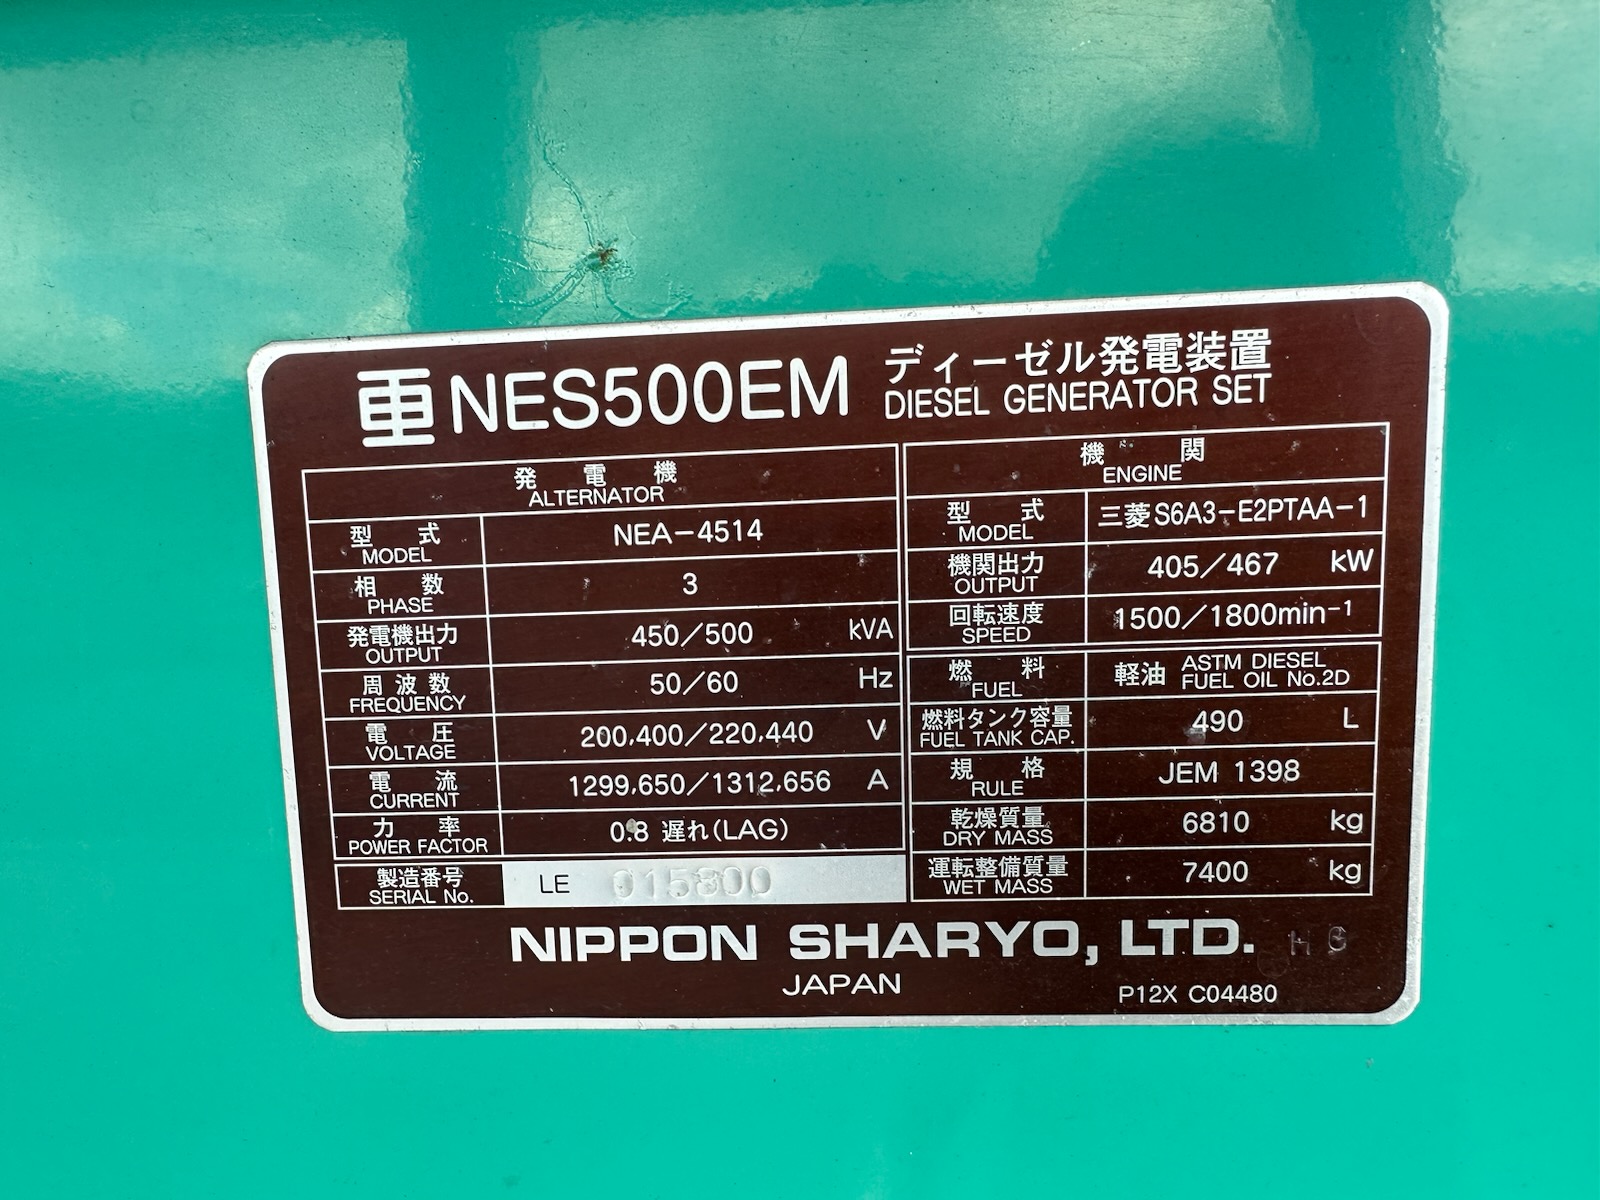 NES500EM ディーゼル発電装置
DIESEL GENERATOR SET
発電機
ALTERNATOR
型式 NEA-4514
MODEL
相数 3
PHASE
発電機出力 450/500 kVA
OUTPUT
周波数 50/60 Hz
FREQUENCY
電圧 200,400/220,440 V
VOLTAGE
電流 1299,650/1312,656 A
CURRENT
力率 0.8 遅れ(LAG)
POWER FACTOR
製造番号 LE 015800
SERIAL No.
機関
ENGINE
型式 三菱 S6A3-E2PTAA-1
MODEL
機関出力 405/467 kW
OUTPUT
回転速度 1500/1800min⁻¹
SPEED
燃料 軽油 ASTM DIESEL
FUEL FUEL OIL No.2D
燃料タンク容量 490 L
FUEL TANK CAP.
規格 JEM 1398
RULE
乾燥質量 6810 kg
DRY MASS
運転整備質量 7400 kg
WET MASS
NIPPON SHARYO, LTD.
JAPAN
P12X C04480